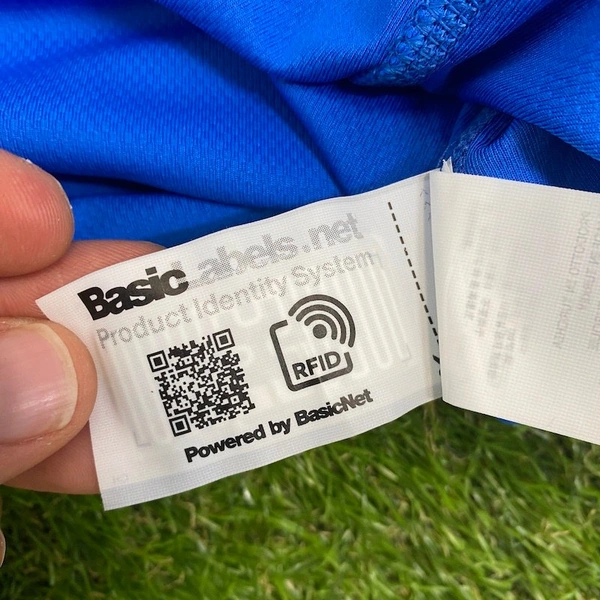 BasicLabels.net
Product Identity System
RFID
Powered by BasicNet